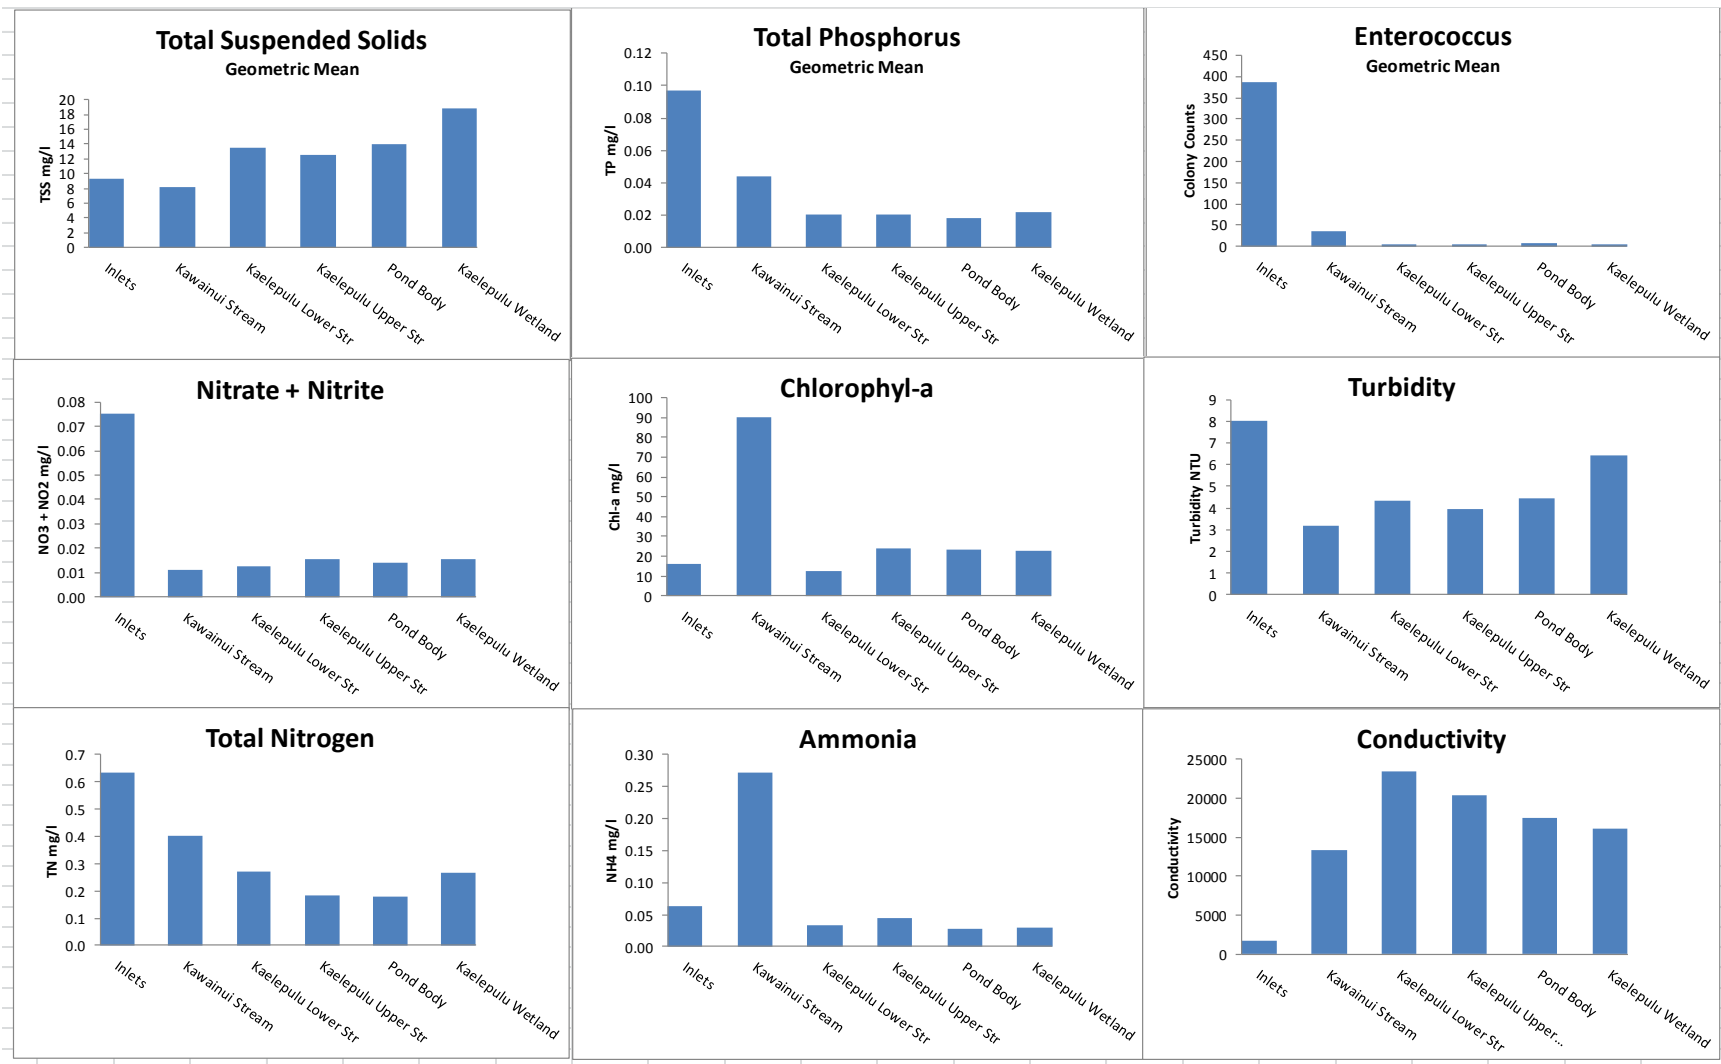 Total Suspended Solids
Geometric Mean
TSS mg/l
20
18
16
14
12
10
8
6
4
2
0
Inlets
Kawainui Stream
Kaelepulu Lower Str
Kaelepulu Upper Str
Pond Body
Kaelepulu Wetland
Total Phosphorus
Geometric Mean
TP mg/l
0.12
0.10
0.08
0.06
0.04
0.02
0.00
Inlets
Kawainui Stream
Kaelepulu Lower Str
Kaelepulu Upper Str
Pond Body
Kaelepulu Wetland
Enterococcus
Geometric Mean
Colony Counts
450
400
350
300
250
200
150
100
50
0
Inlets
Kawainui Stream
Kaelepulu Lower Str
Kaelepulu Upper Str
Pond Body
Kaelepulu Wetland
Nitrate + Nitrite
NO3 + NO2 mg/l
0.08
0.07
0.06
0.05
0.04
0.03
0.02
0.01
0.00
Inlets
Kawainui Stream
Kaelepulu Lower Str
Kaelepulu Upper Str
Pond Body
Kaelepulu Wetland
Chlorophyl-a
Chl-a mg/l
100
90
80
70
60
50
40
30
20
10
0
Inlets
Kawainui Stream
Kaelepulu Lower Str
Kaelepulu Upper Str
Pond Body
Kaelepulu Wetland
Turbidity
Turbidity NTU
9
8
7
6
5
4
3
2
1
0
Inlets
Kawainui Stream
Kaelepulu Lower Str
Kaelepulu Upper Str
Pond Body
Kaelepulu Wetland
Total Nitrogen
TN mg/l
0.7
0.6
0.5
0.4
0.3
0.2
0.1
0.0
Inlets
Kawainui Stream
Kaelepulu Lower Str
Kaelepulu Upper Str
Pond Body
Kaelepulu Wetland
Ammonia
NH4 mg/l
0.30
0.25
0.20
0.15
0.10
0.05
0.00
Inlets
Kawainui Stream
Kaelepulu Lower Str
Kaelepulu Upper Str
Pond Body
Kaelepulu Wetland
Conductivity
Conductivity
25000
20000
15000
10000
5000
0
Inlets
Kawainui Stream
Kaelepulu Lower Str
Kaelepulu Upper...
Pond Body
Kaelepulu Wetland